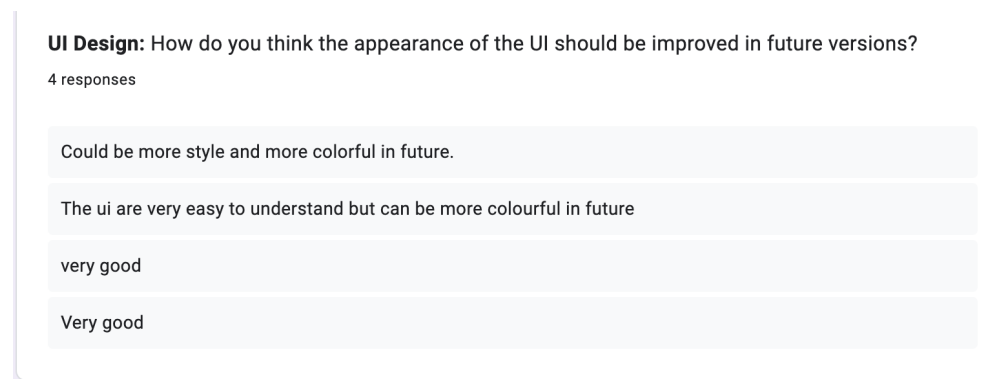 UI Design: How do you think the appearance of the UI should be improved in future versions?
4 responses
Could be more style and more colorful in future.
The ui are very easy to understand but can be more colourful in future
very good
Very good